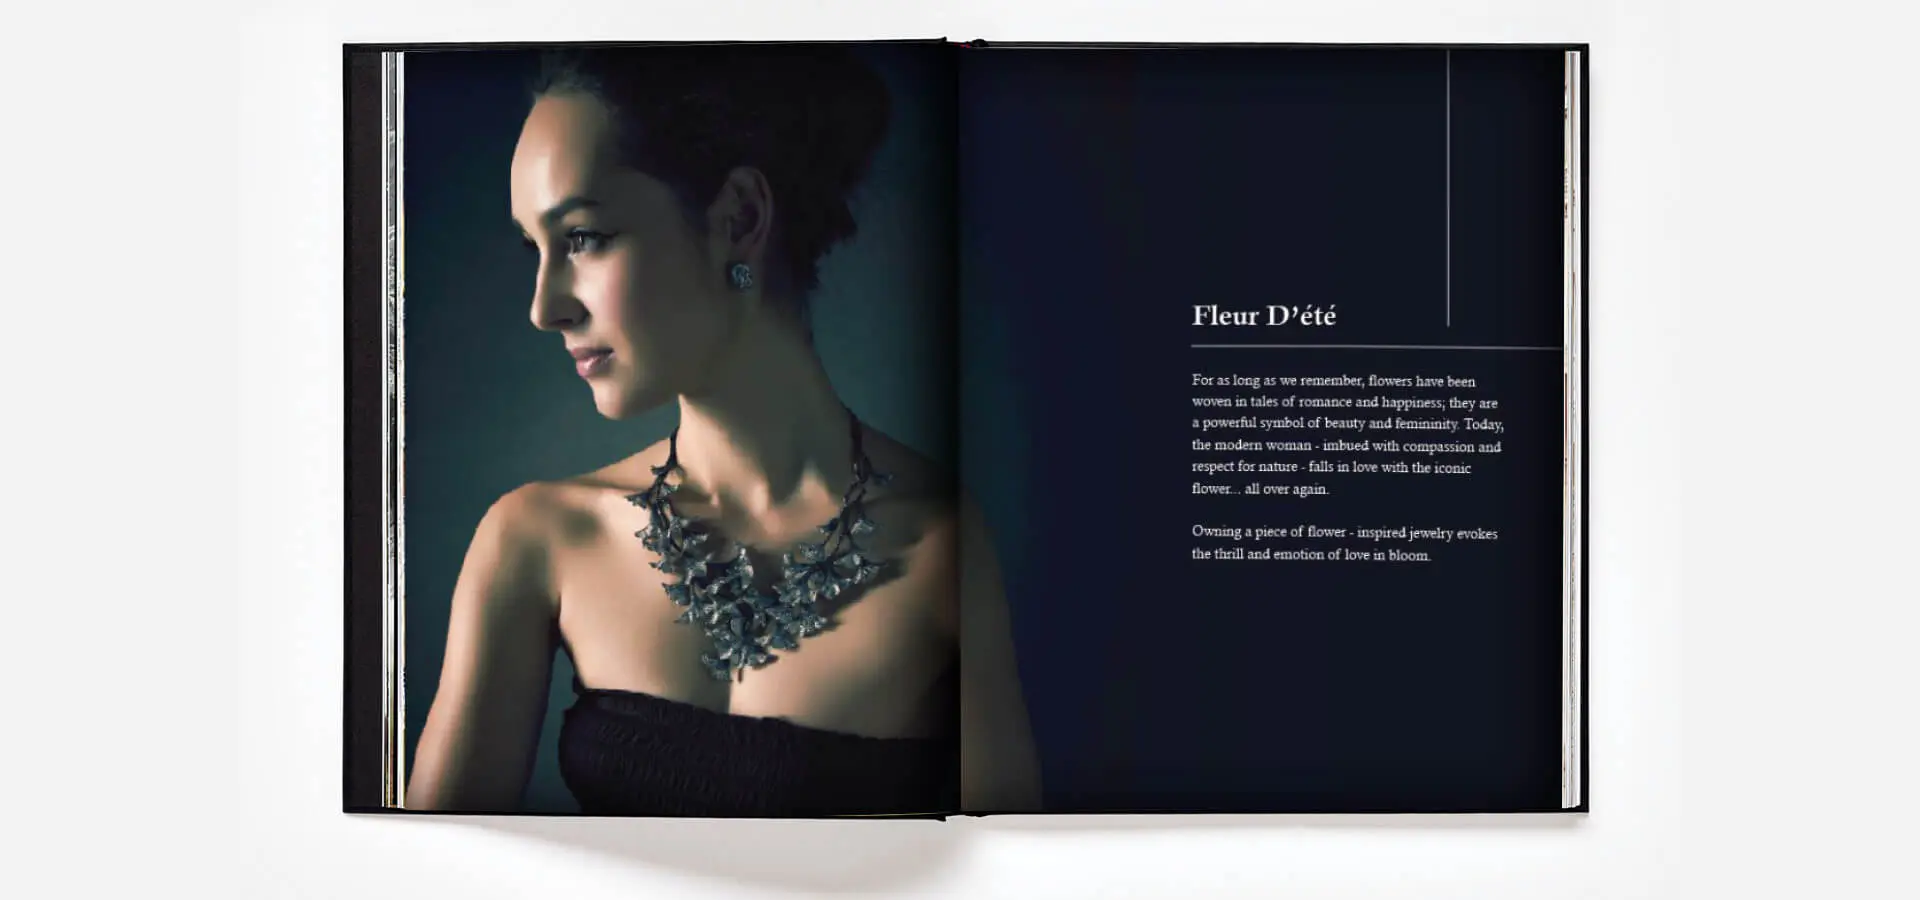 Fleur D’été
For as long as we remember, flowers have been
woven in tales of romance and happiness; they are
a powerful symbol of beauty and femininity. Today,
the modern woman - imbued with compassion and
respect for nature - falls in love with the iconic
flower... all over again.
Owning a piece of flower - inspired jewelry evokes
the thrill and emotion of love in bloom.